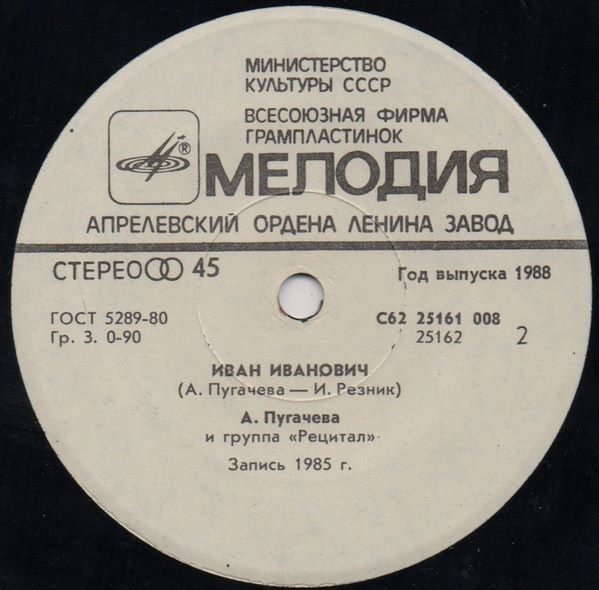 МИНИСТЕРСТВО
КУЛЬТУРЫ СССР
ВСЕСОЮЗНАЯ ФИРМА
ГРАМПЛАСТИНОК
®
МЕЛОДИЯ
АПРЕЛЕВСКИЙ ОРДЕНА ЛЕНИНА ЗАВОД
СТЕРЕО 45
Год выпуска 1988
ГОСТ 5289-80
С62 25161 008
Гр. 3. 0-90
25162 2
ИВАН ИВАНОВИЧ
(А. Пугачева — И. Резник)
А. Пугачева
и группа «Рецитал»
Запись 1985 г.